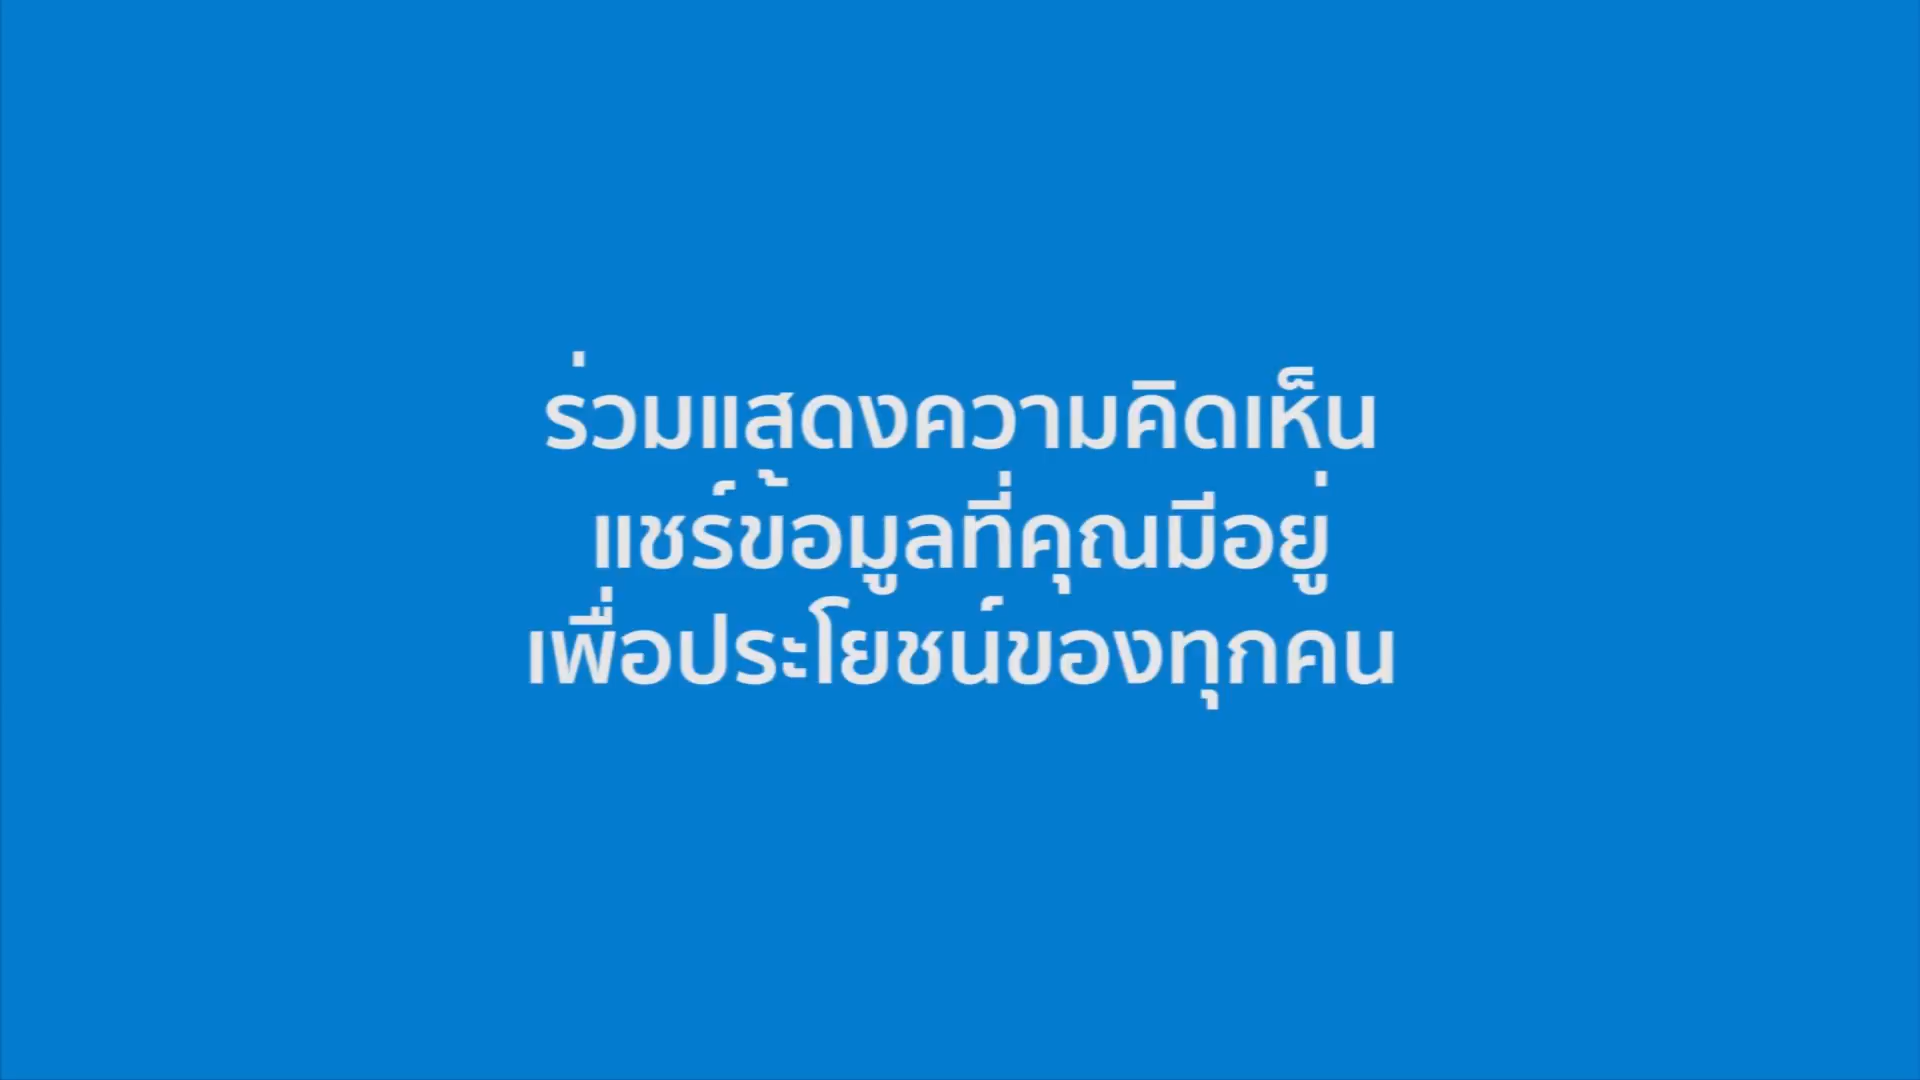 ร่วมแสดงความคิดเห็น
แชร์ข้อมูลที่คุณมีอยู่
เพื่อประโยชน์ของทุกคน